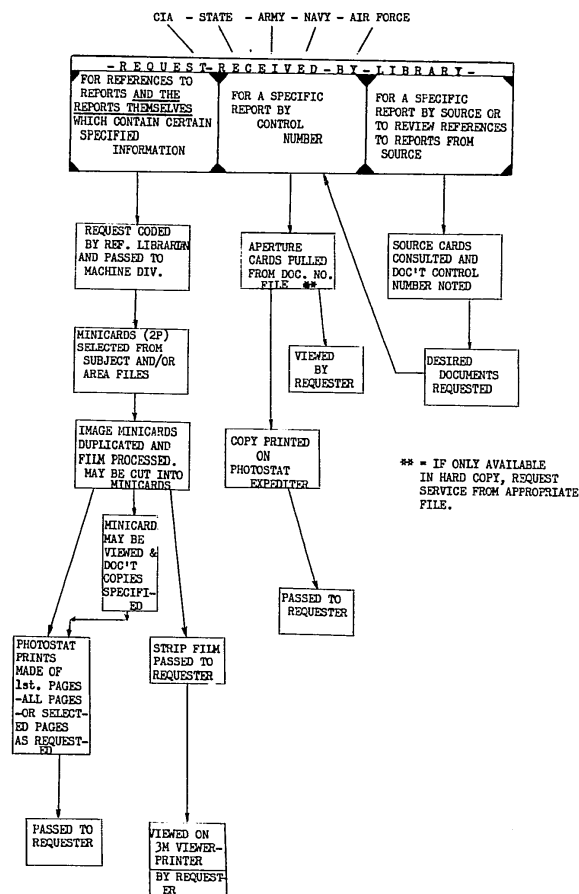 CIA - STATE - ARMY - NAVY - AIR FORCE
- R E Q U E S T - R E C E I V E D - B Y - L I B R A R Y -
FOR REFERENCES TO
REPORTS AND THE
REPORTS THEMSELVES
WHICH CONTAIN CERTAIN
SPECIFIED
INFORMATION
FOR A SPECIFIC
REPORT BY
CONTROL
NUMBER
FOR A SPECIFIC
REPORT BY SOURCE OR
TO REVIEW REFERENCES
TO REPORTS FROM
SOURCE
REQUEST CODED
BY REF. LIBRARIAN
AND PASSED TO
MACHINE DIV.
APERTURE
CARDS PULLED
FROM DOC. NO.
FILE **
SOURCE CARDS
CONSULTED AND
DOC'T CONTROL
NUMBER NOTED
MINICARDS (2P)
SELECTED FROM
SUBJECT AND/OR
AREA FILES
VIEWED
BY
REQUESTER
DESIRED
DOCUMENTS
REQUESTED
IMAGE MINICARDS
DUPLICATED AND
FILM PROCESSED.
MAY BE CUT INTO
MINICARDS
COPY PRINTED
ON
PHOTOSTAT
EXPEDITER
** = IF ONLY AVAILABLE
IN HARD COPY, REQUEST
SERVICE FROM APPROPRIATE
FILE.
MINICARD
MAY BE
VIEWED &
DOC'T
COPIES
SPECIFI-
ED
PASSED TO
REQUESTER
PHOTOSTAT
PRINTS
MADE OF
1st. PAGES
-ALL PAGES
-OR SELECT-
ED PAGES
AS REQUEST-
ED
STRIP FILM
PASSED TO
REQUESTER
PASSED TO
REQUESTER
VIEWED ON
3M VIEWER-
PRINTER
BY REQUEST-
ER